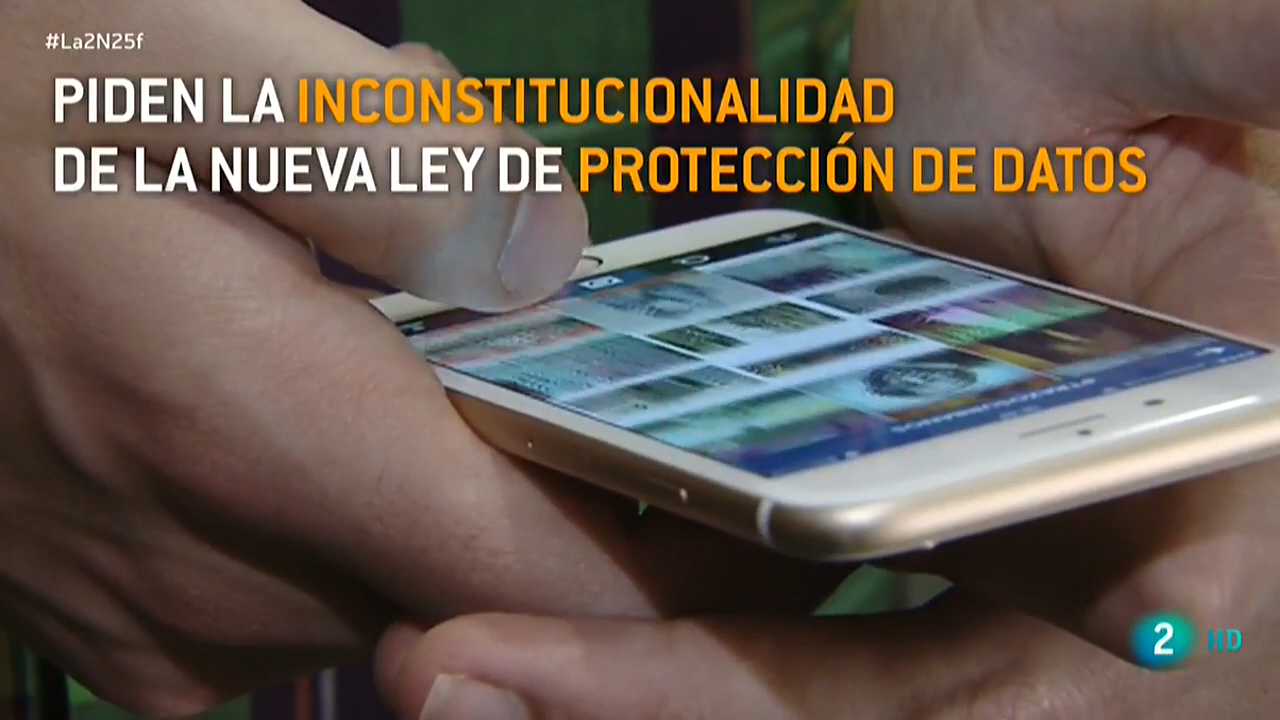 #La2N25f
PIDEN LA INCONSTITUCIONALIDAD
DE LA NUEVA LEY DE PROTECCIÓN DE DATOS
2 HD